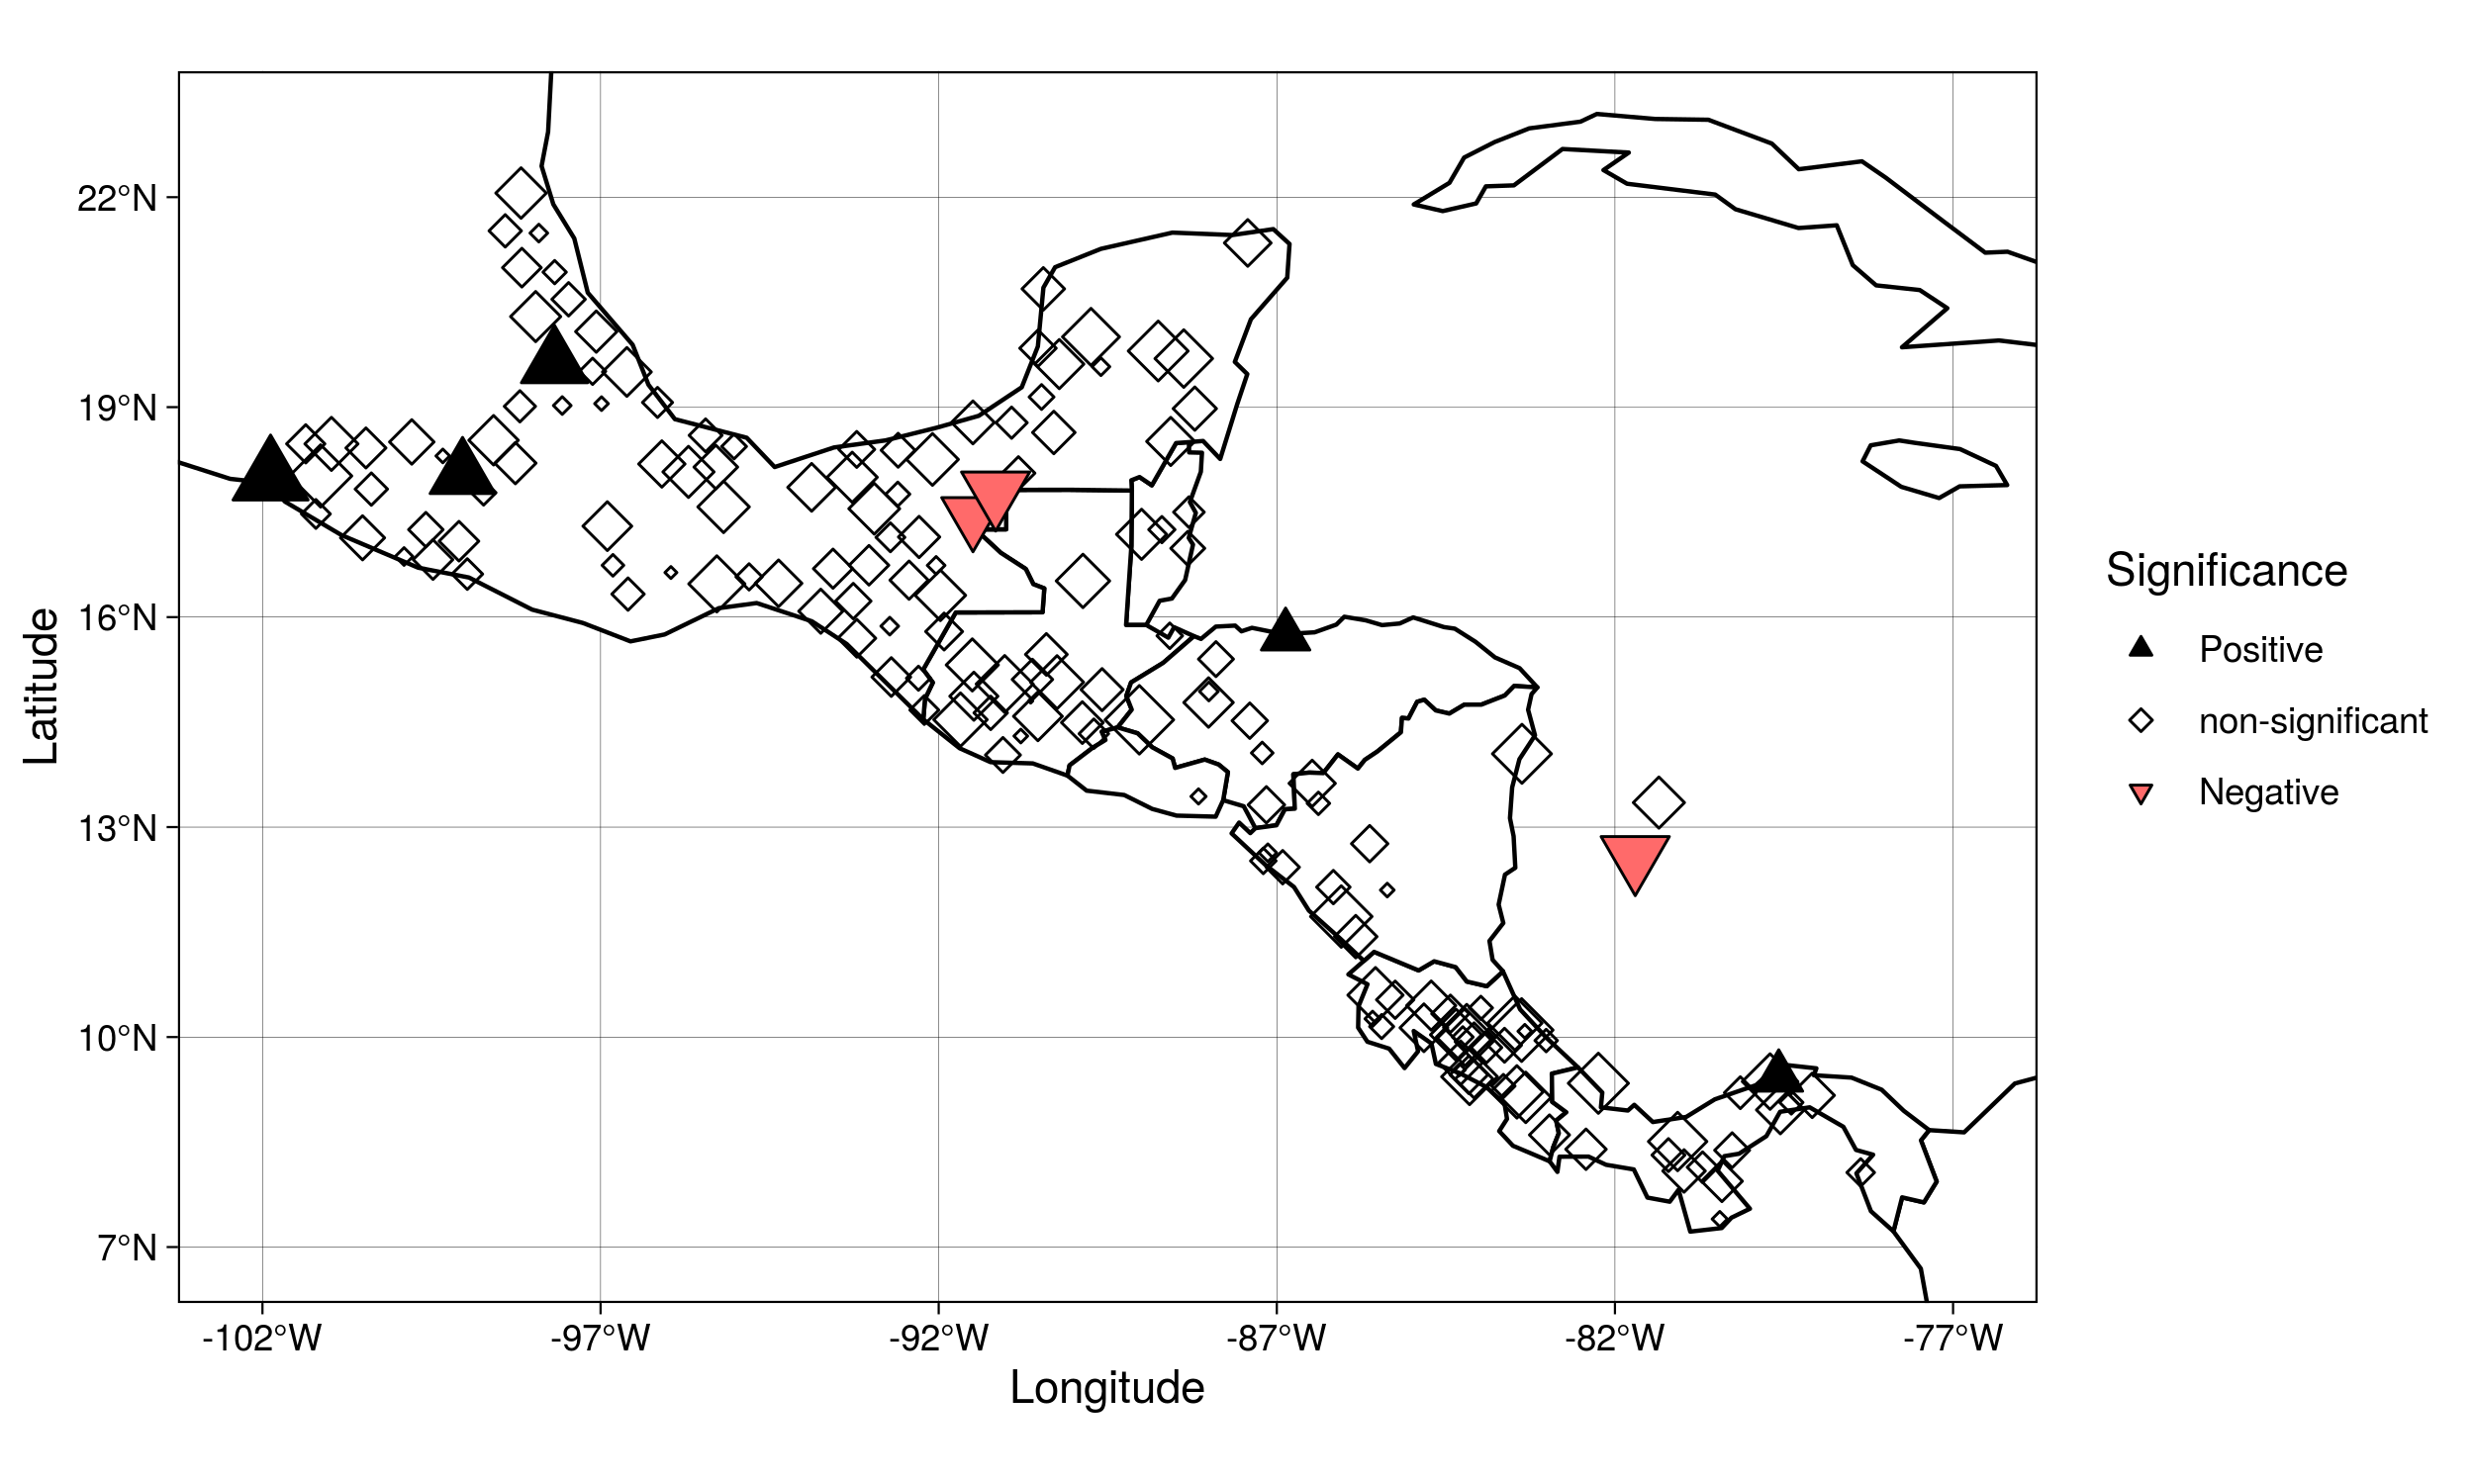 22°N
19°N
16°N
13°N
10°N
7°N
Latitude
-102°W
-97°W
-92°W
-87°W
-82°W
-77°W
Longitude
Significance
Positive
non-significant
Negative